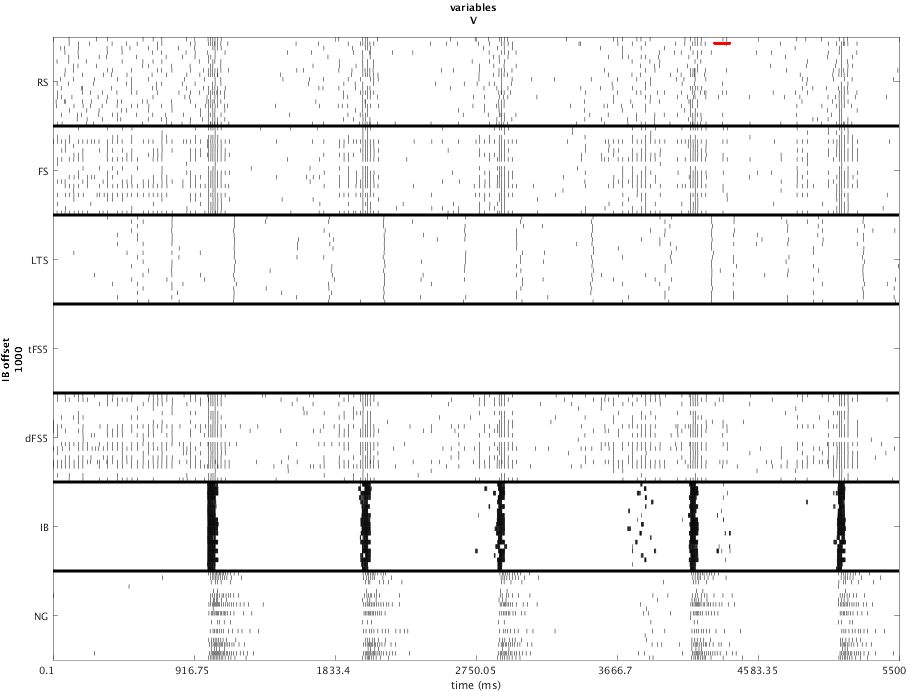 variables
V
RS
FS
LTS
tFS5
dFS5
IB
NG
IB offset
1000
0.1
916.75
1833.4
2750.05
3666.7
4583.35
5500
time (ms)